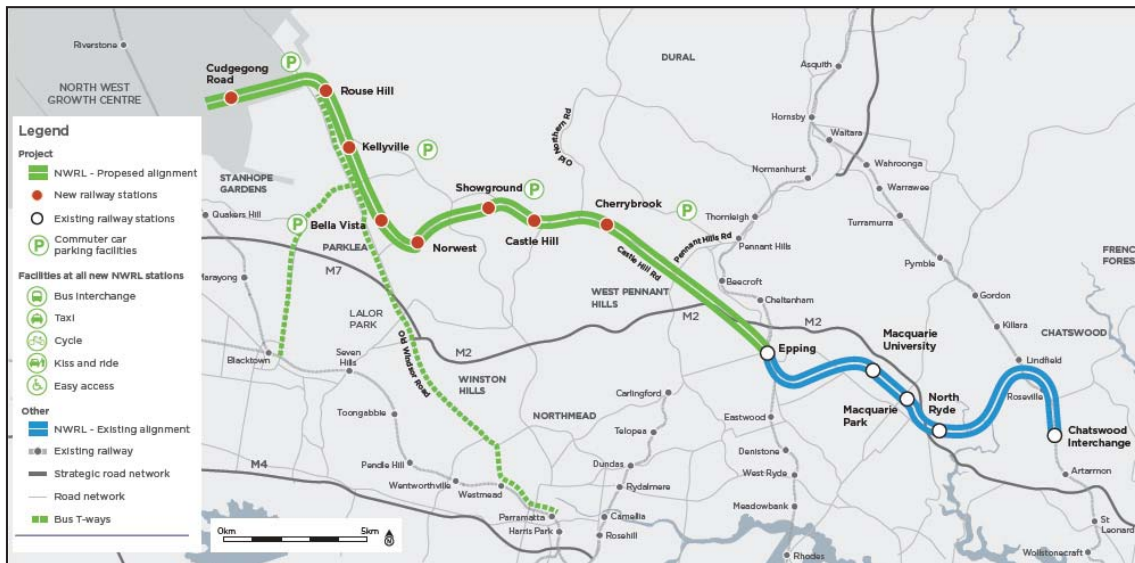 Riverstone
NORTH WEST
GROWTH CENTRE
Cudgegong
Road
P
Rouse Hill
Kellyville
P
STANHOPE
GARDENS
Quakers Hill
P
Bella Vista
PARKLEA
Norwest
Showground
P
Castle Hill
Cherrybrook
P
DURAL
Old Northern Rd
Asquith
Hornsby
Waitara
Wahroonga
Warrawee
Turramurra
Pymble
Gordon
Killara
Lindfield
Roseville
FRENC
FORES
CHATSWOOD
Normanhurst
Thornleigh
Pennant Hills
Pennant Hills Rd
Castle Hill Rd
Beecroft
Cheltenham
WEST PENNANT
HILLS
M2
M2
M2
M7
M4
Marayong
LALOR
PARK
Blacktown
Seven
Hills
Old Windsor Road
WINSTON
HILLS
Toongabbie
Pendle Hill
Wentworthville
Westmead
Parramatta
Harris Park
NORTHMEAD
Carlingford
Telopea
Dundas
Rydalmere
Camellia
Rosehill
Epping
Eastwood
Denistone
West Ryde
Meadowbank
Rhodes
Macquarie
University
Macquarie
Park
North
Ryde
Chatswood
Interchange
Artarmon
St
Leonard
Wollstonecraft
Legend
Project
NWRL - Proposed alignment
New railway stations
Existing railway stations
P
Commuter car
parking facilities
Facilities at all new NWRL stations
Bus Interchange
Taxi
Cycle
Kiss and ride
Easy access
Other
NWRL - Existing alignment
Existing railway
Strategic road network
Road network
Bus T-ways
0km
5km
N